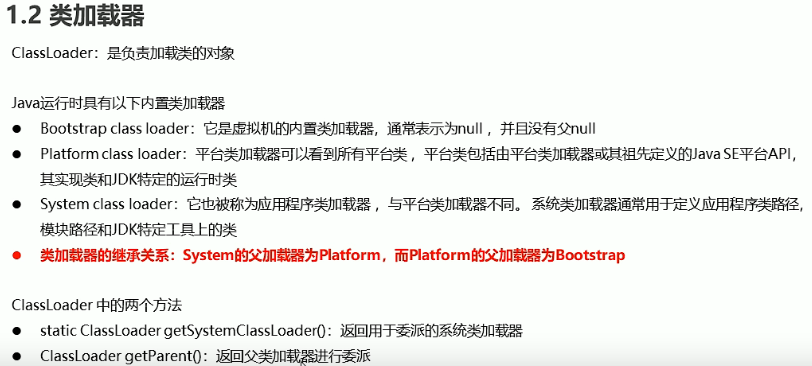 1.2 类加载器
ClassLoader：是负责加载类的对象
Java运行时具有以下内置类加载器
● Bootstrap class loader：它是虚拟机的内置类加载器，通常表示为null ，并且没有父null
● Platform class loader：平台类加载器可以看到所有平台类 ，平台类包括由平台类加载器或其祖先定义的Java SE平台API，
其实现类和JDK特定的运行时类
● System class loader：它也被称为应用程序类加载器 ，与平台类加载器不同。 系统类加载器通常用于定义应用程序类路径，
模块路径和JDK特定工具上的类
● 类加载器的继承关系：System的父加载器为Platform，而Platform的父加载器为Bootstrap
ClassLoader 中的两个方法
● static ClassLoader getSystemClassLoader()：返回用于委派的系统类加载器
● ClassLoader getParent()：返回父类加载器进行委派